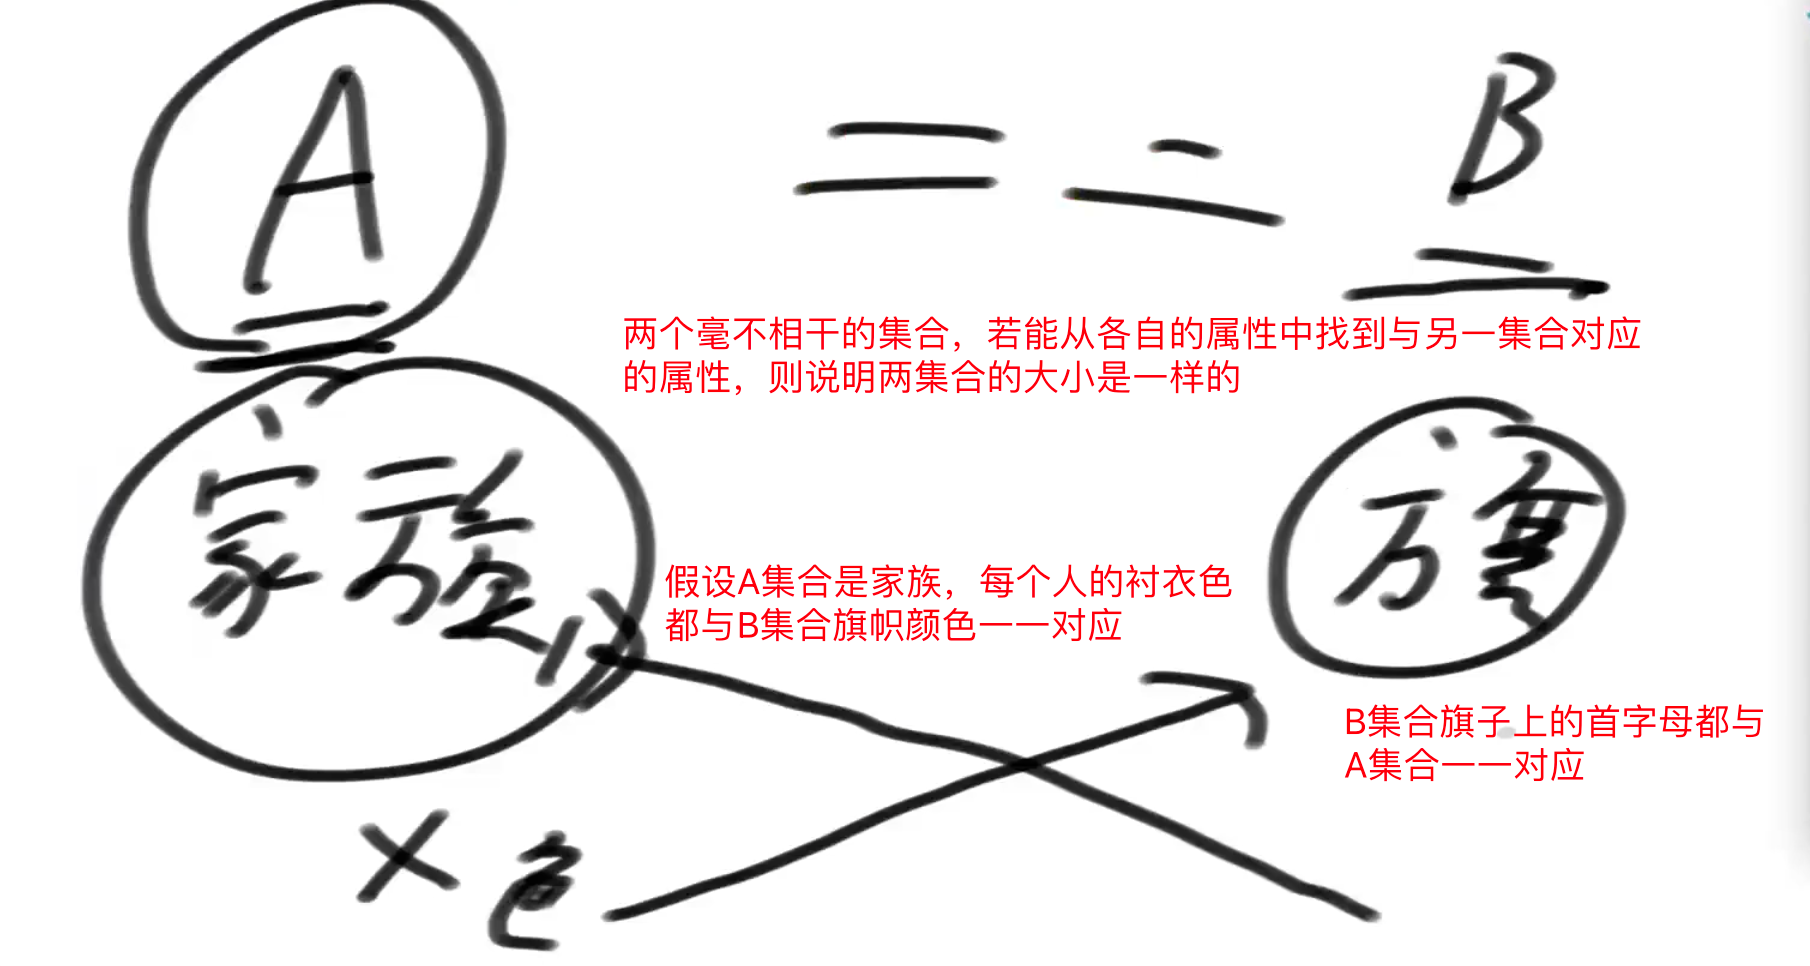 A == B
两个毫不相干的集合，若能从各自的属性中找到与另一集合对应
的属性，则说明两集合的大小是一样的
家族
旗
假设A集合是家族，每个人的衬衣色
都与B集合旗帜颜色一一对应
B集合旗子上的首字母都与
A集合一一对应
X色